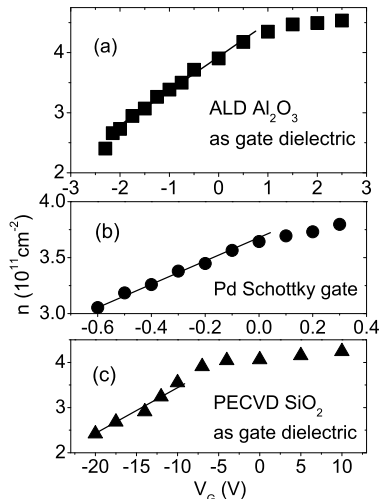 (a)
4
3
2
ALD Al₂O₃
as gate dielectric
-3 -2 -1 0 1 2 3
n (10¹¹cm⁻²)
4.0
3.5
3.0
(b)
Pd Schottky gate
-0.6 -0.4 -0.2 0.0 0.2 0.4
(c)
4
3
2
PECVD SiO₂
as gate dielectric
-20 -15 -10 -5 0 5 10
V_G (V)